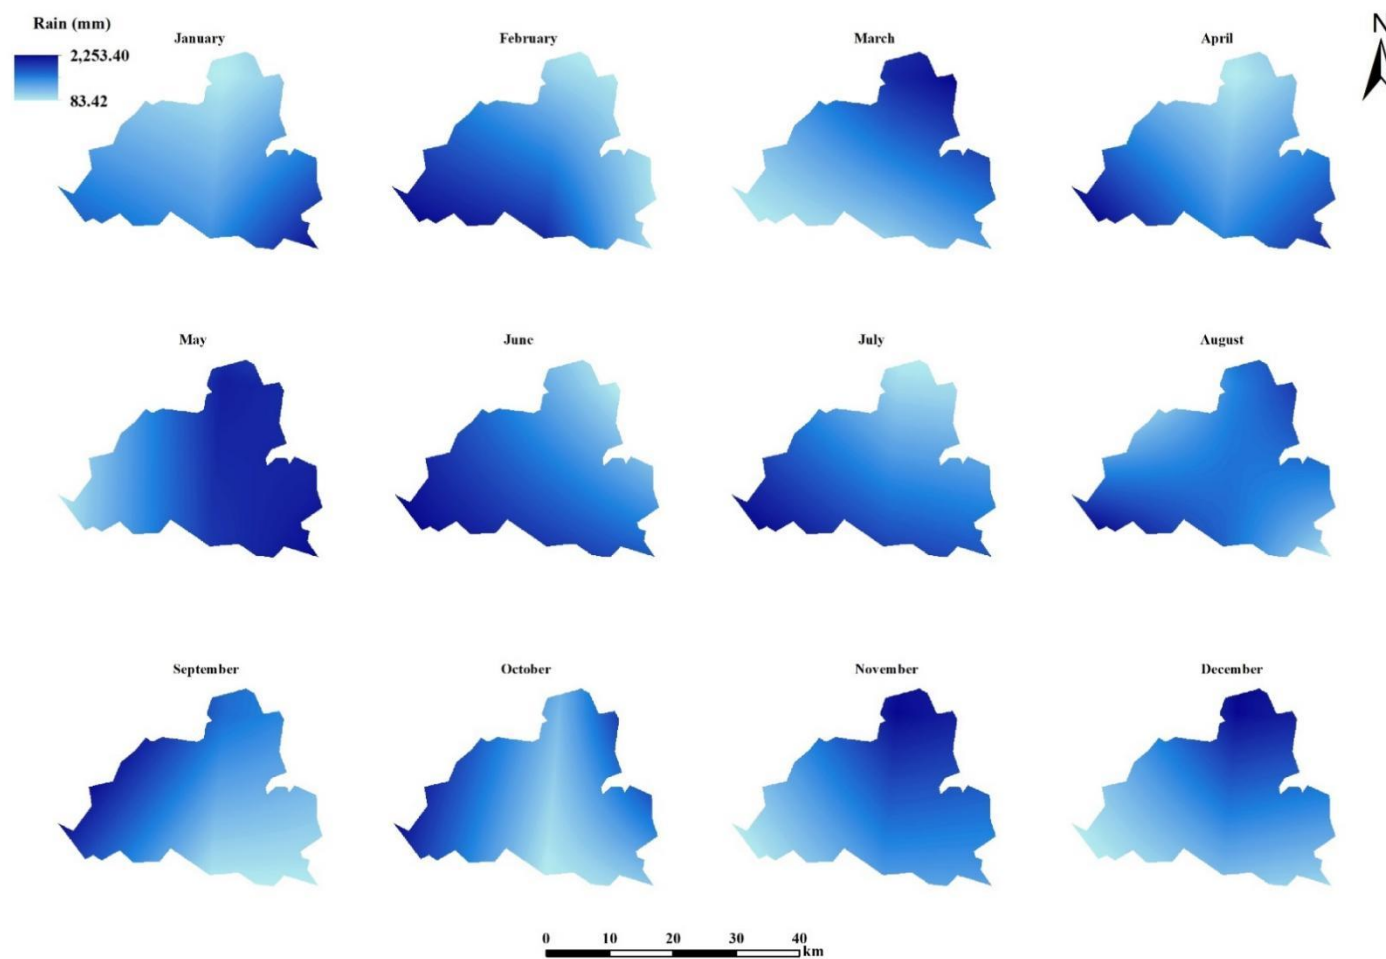 Rain (mm)
2,253.40
83.42
January
February
March
April
N
May
June
July
August
September
October
November
December
0 10 20 30 40
km